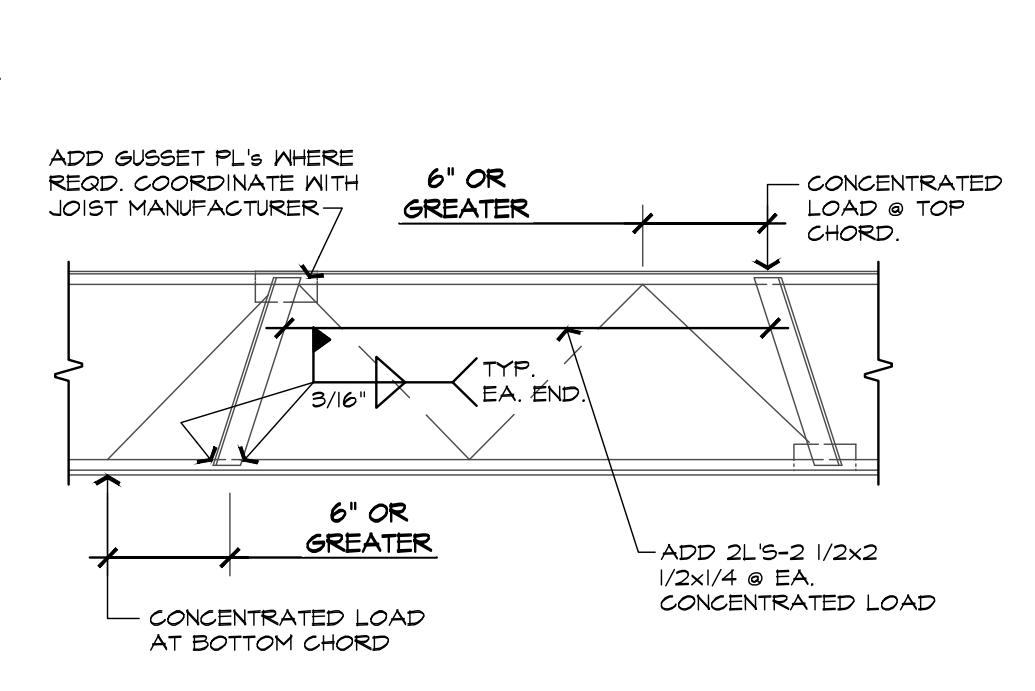 ADD GUSSET PL's WHERE
REQD. COORDINATE WITH
JOIST MANUFACTURER
6" OR
GREATER
CONCENTRATED
LOAD @ TOP
CHORD.
TYP.
EA. END.
3/16"
6" OR
GREATER
ADD 2L'S-2 1/2x2
1/2x1/4 @ EA.
CONCENTRATED LOAD
CONCENTRATED LOAD
AT BOTTOM CHORD